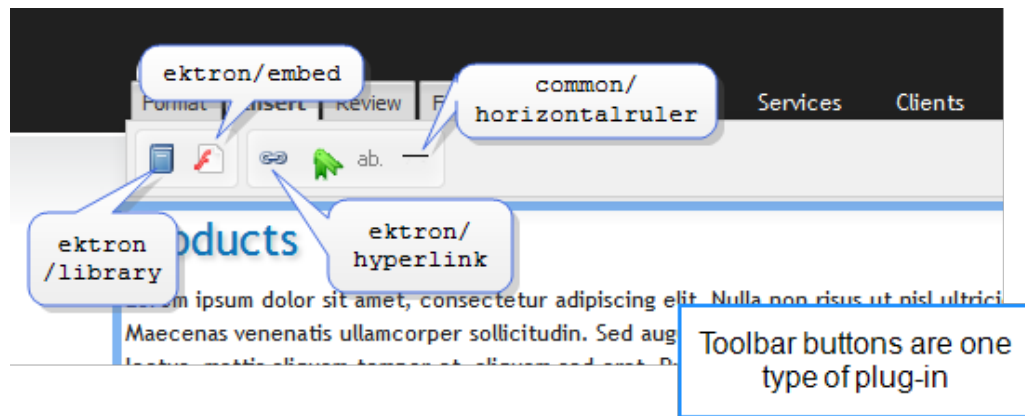 ektron/embed
common/
horizontalruler
Services Clients
Format Insert Review F
ab.
ektron
/library
ektron/
hyperlink
oducts
ipsum dolor sit amet, consectetur adipiscing elit. Nulla non risus ut nisl ultrici
Maecenas venenatis ullamcorper sollicitudin. Sed aug
Toolbar buttons are one
type of plug-in